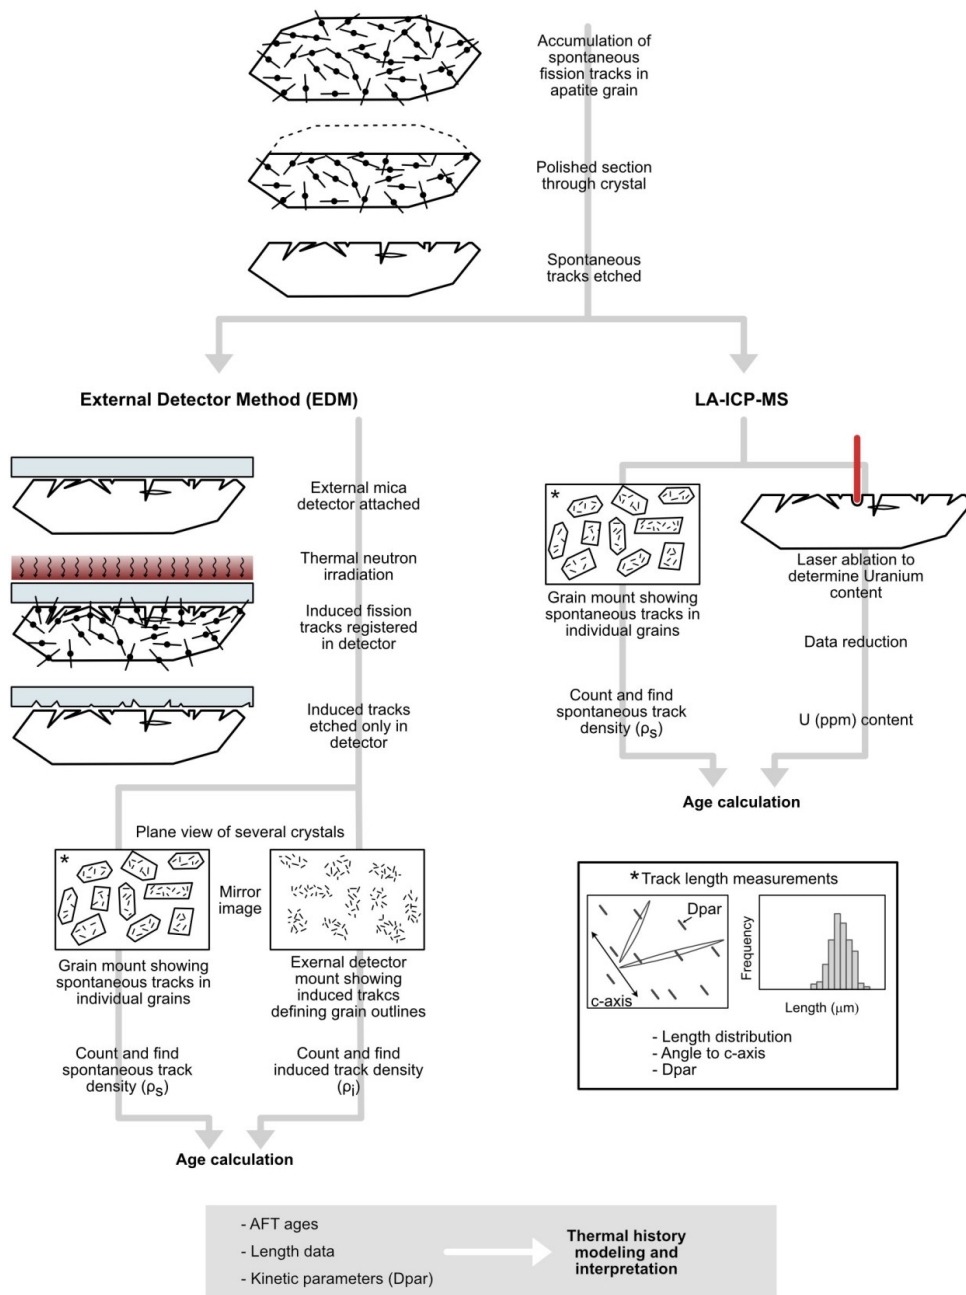 Accumulation of
spontaneous
fission tracks in
apatite grain
Polished section
through crystal
Spontaneous
tracks etched
External Detector Method (EDM)
External mica
detector attached
Thermal neutron
irradiation
Induced fission
tracks registered
in detector
Induced tracks
etched only in
detector
Plane view of several crystals
*
Mirror
image
Grain mount showing
spontaneous tracks in
individual grains
Exernal detector
mount showing
induced trakcs
defining grain outlines
Count and find
spontaneous track
density (ρs)
Count and find
induced track density
(ρi)
Age calculation
LA-ICP-MS
*
Grain mount showing
spontaneous tracks in
individual grains
Laser ablation to
determine Uranium
content
Data reduction
Count and find
spontaneous track
density (ρs)
U (ppm) content
Age calculation
*Track length measurements
Dpar
c-axis
Frequency
Length (μm)
- Length distribution
- Angle to c-axis
- Dpar
- AFT ages
- Length data
- Kinetic parameters (Dpar)
Thermal history
modeling and
interpretation